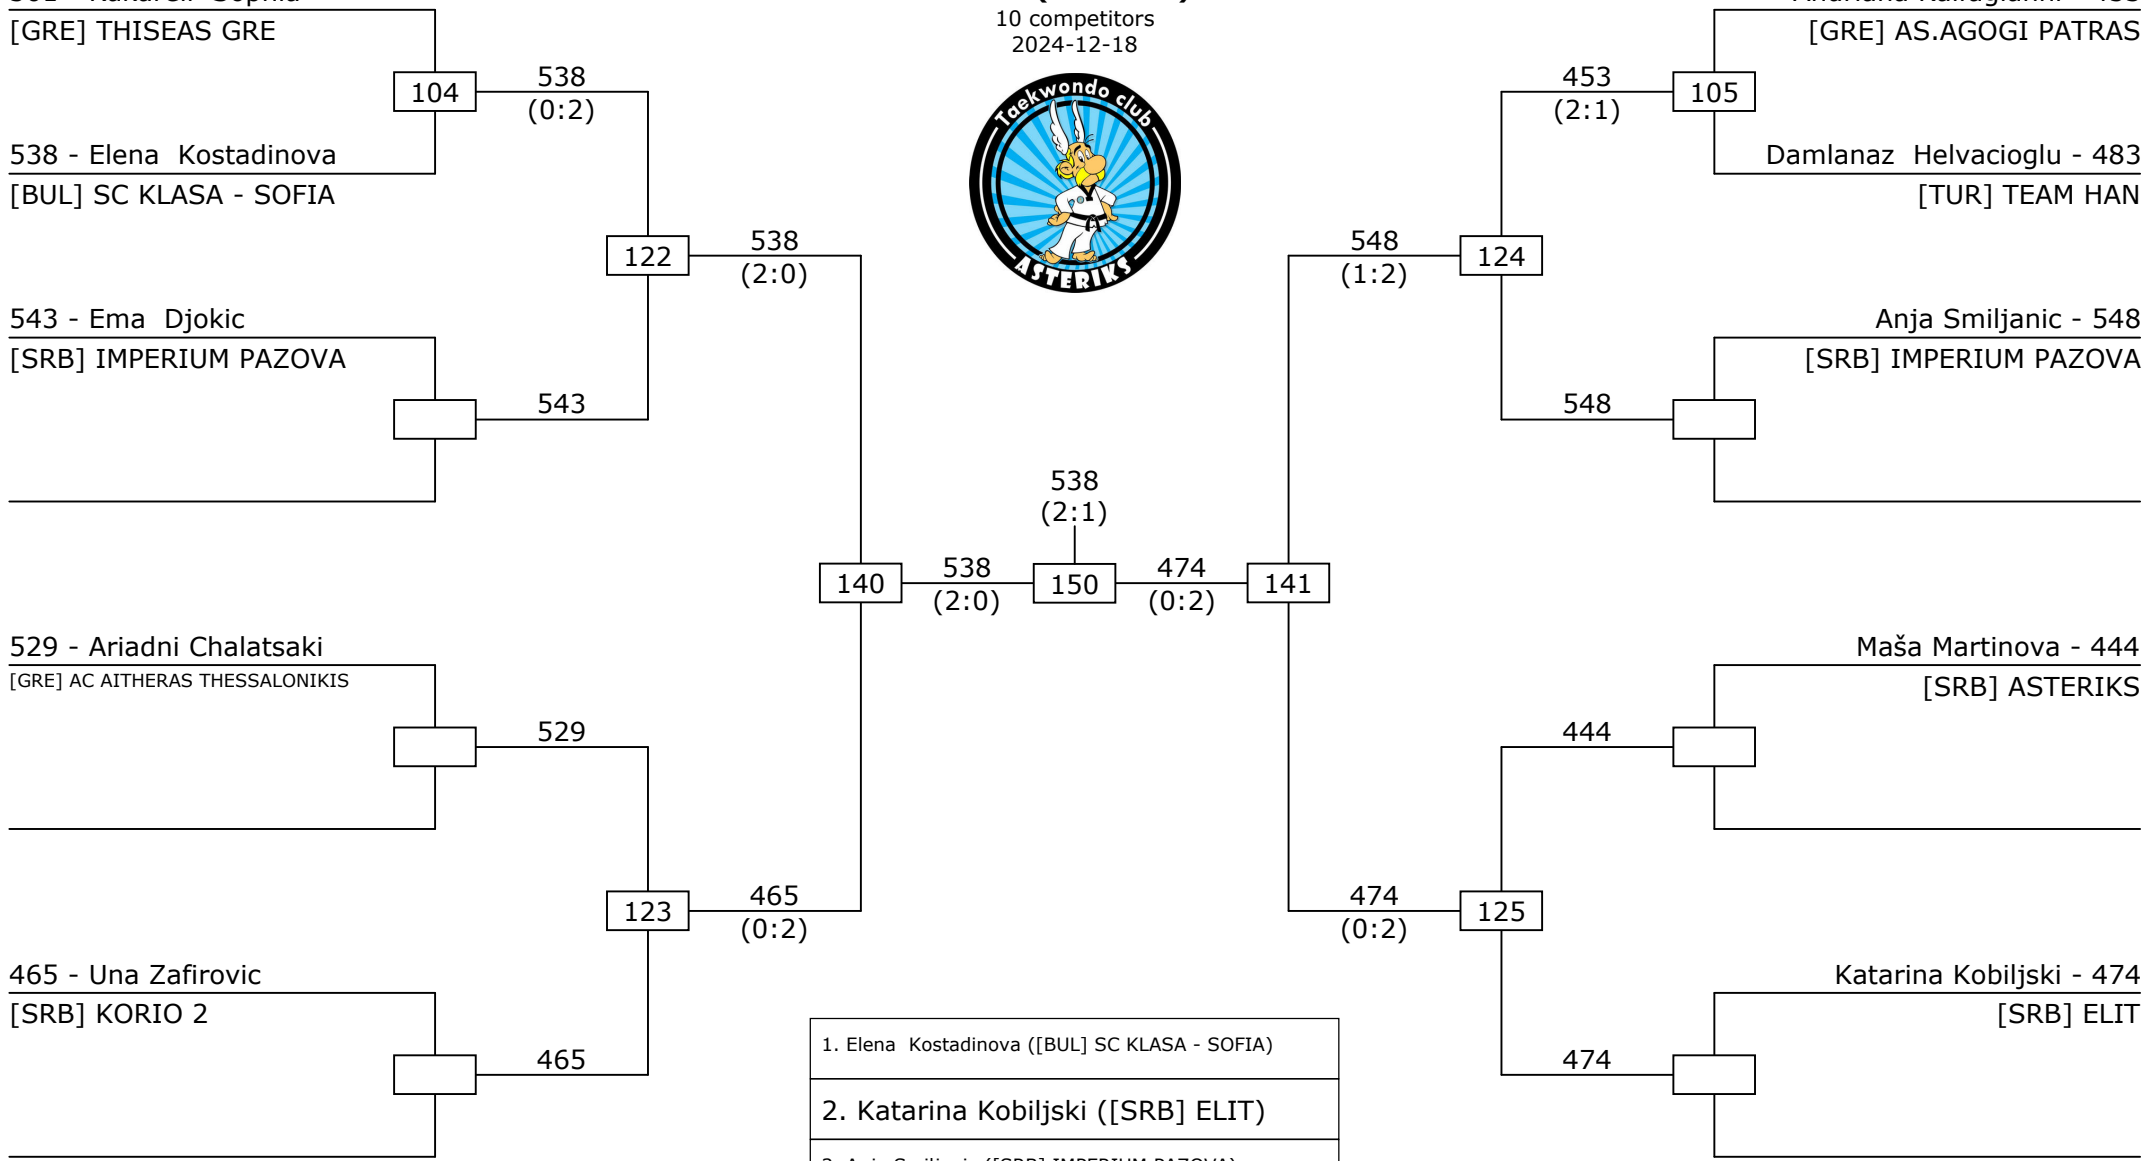 [GRE] THISEAS GRE
538 - Elena Kostadinova
[BUL] SC KLASA - SOFIA
543 - Ema Djokic
[SRB] IMPERIUM PAZOVA
529 - Ariadni Chalatsaki
[GRE] AC AITHERAS THESSALONIKIS
465 - Una Zafirovic
[SRB] KORIO 2
104
538
(0:2)
543
529
465
122
538
(2:0)
123
465
(0:2)
10 competitors
2024-12-18
Taekwondo club
ASTERIKS
538
(2:1)
140
538
(2:0)
150
474
(0:2)
141
548
(1:2)
124
474
(0:2)
125
453
(2:1)
105
548
444
474
[GRE] AS.AGOGI PATRAS
Damlanaz Helvacioglu - 483
[TUR] TEAM HAN
Anja Smiljanic - 548
[SRB] IMPERIUM PAZOVA
Maša Martinova - 444
[SRB] ASTERIKS
Katarina Kobiljski - 474
[SRB] ELIT
1. Elena Kostadinova ([BUL] SC KLASA - SOFIA)
2. Katarina Kobiljski ([SRB] ELIT)
3. Anja Smiljanic ([SRB] IMPERIUM PAZOVA)